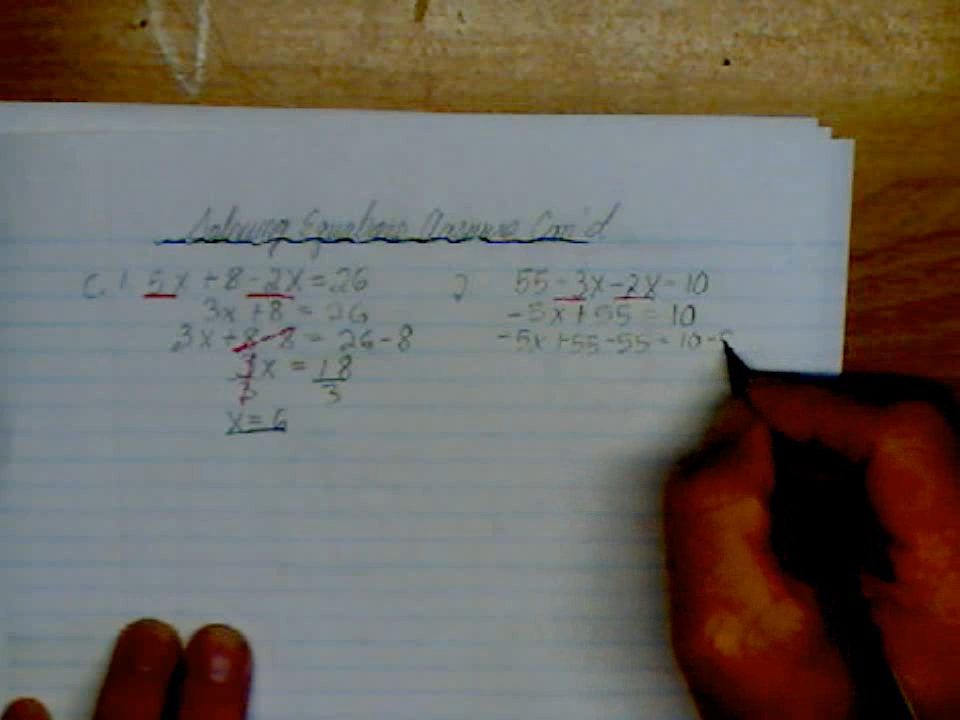 Solving Equations Answers Con'd
C. 1. 5x + 8 - 2x = 26
3x + 8 = 26
3x + 8 - 8 = 26 - 8
3x = 18
3 3
x = 6
2) 55 - 3x - 2x = 10
-5x + 55 = 10
-5x + 55 - 55 = 10 - 5